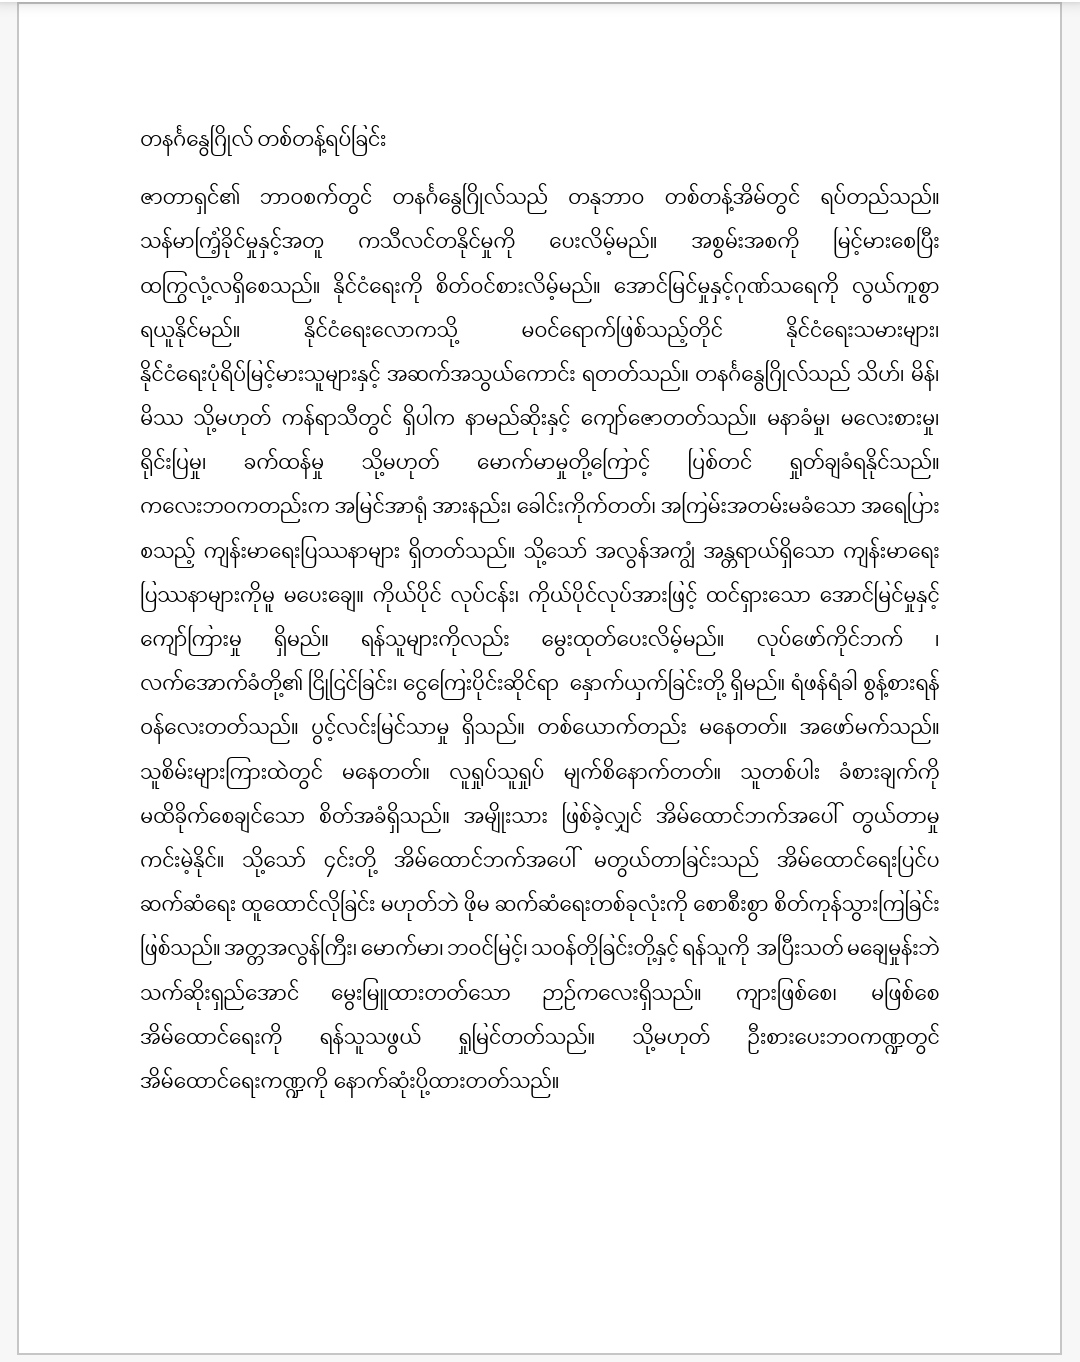 တနင်္ဂနွေဂြိုလ် တစ်တန့်ရပ်ခြင်း
ဇာတာရှင်၏ ဘာဝစက်တွင် တနင်္ဂနွေဂြိုလ်သည် တနုဘာဝ တစ်တန့်အိမ်တွင် ရပ်တည်သည်။
သန်မာကြံ့ခိုင်မှုနှင့်အတူ ကသီလင်တနိုင်မှုကို ပေးလိမ့်မည်။ အစွမ်းအစကို မြင့်မားစေပြီး
ထကြွလုံ့လရှိစေသည်။ နိုင်ငံရေးကို စိတ်ဝင်စားလိမ့်မည်။ အောင်မြင်မှုနှင့်ဂုဏ်သရေကို လွယ်ကူစွာ
ရယူနိုင်မည်။ နိုင်ငံရေးလောကသို့ မဝင်ရောက်ဖြစ်သည့်တိုင် နိုင်ငံရေးသမားများ၊
နိုင်ငံရေးပုံရိပ်မြင့်မားသူများနှင့် အဆက်အသွယ်ကောင်း ရတတ်သည်။ တနင်္ဂနွေဂြိုလ်သည် သိဟ်၊ မိန်၊
မိဿ သို့မဟုတ် ကန်ရာသီတွင် ရှိပါက နာမည်ဆိုးနှင့် ကျော်ဇောတတ်သည်။ မနာခံမှု၊ မလေးစားမှု၊
ရိုင်းပြမှု၊ ခက်ထန်မှု သို့မဟုတ် မောက်မာမှုတို့ကြောင့် ပြစ်တင် ရှုတ်ချခံရနိုင်သည်။
ကလေးဘဝကတည်းက အမြင်အာရုံ အားနည်း၊ ခေါင်းကိုက်တတ်၊ အကြမ်းအတမ်းမခံသော အရေပြား
စသည့် ကျန်းမာရေးပြဿနာများ ရှိတတ်သည်။ သို့သော် အလွန်အကျွံ အန္တရာယ်ရှိသော ကျန်းမာရေး
ပြဿနာများကိုမူ မပေးချေ။ ကိုယ်ပိုင် လုပ်ငန်း၊ ကိုယ်ပိုင်လုပ်အားဖြင့် ထင်ရှားသော အောင်မြင်မှုနှင့်
ကျော်ကြားမှု ရှိမည်။ ရန်သူများကိုလည်း မွေးထုတ်ပေးလိမ့်မည်။ လုပ်ဖော်ကိုင်ဘက် ၊
လက်အောက်ခံတို့၏ ငြိုငြင်ခြင်း၊ ငွေကြေးပိုင်းဆိုင်ရာ နှောက်ယှက်ခြင်းတို့ ရှိမည်။ ရံဖန်ရံခါ စွန့်စားရန်
ဝန်လေးတတ်သည်။ ပွင့်လင်းမြင်သာမှု ရှိသည်။ တစ်ယောက်တည်း မနေတတ်။ အဖော်မက်သည်။
သူစိမ်းများကြားထဲတွင် မနေတတ်။ လူရှုပ်သူရှုပ် မျက်စိနောက်တတ်။ သူတစ်ပါး ခံစားချက်ကို
မထိခိုက်စေချင်သော စိတ်အခံရှိသည်။ အမျိုးသား ဖြစ်ခဲ့လျှင် အိမ်ထောင်ဘက်အပေါ် တွယ်တာမှု
ကင်းမဲ့နိုင်။ သို့သော် ၄င်းတို့ အိမ်ထောင်ဘက်အပေါ် မတွယ်တာခြင်းသည် အိမ်ထောင်ရေးပြင်ပ
ဆက်ဆံရေး ထူထောင်လိုခြင်း မဟုတ်ဘဲ ဖိုမ ဆက်ဆံရေးတစ်ခုလုံးကို စောစီးစွာ စိတ်ကုန်သွားကြခြင်း
ဖြစ်သည်။ အတ္တအလွန်ကြီး၊ မောက်မာ၊ ဘဝင်မြင့်၊ သဝန်တိုခြင်းတို့နှင့် ရန်သူကို အပြီးသတ် မချေမှုန်းဘဲ
သက်ဆိုးရှည်အောင် မွေးမြူထားတတ်သော ဉာဉ်ကလေးရှိသည်။ ကျားဖြစ်စေ၊ မဖြစ်စေ
အိမ်ထောင်ရေးကို ရန်သူသဖွယ် ရှုမြင်တတ်သည်။ သို့မဟုတ် ဦးစားပေးဘဝကဏ္ဍတွင်
အိမ်ထောင်ရေးကဏ္ဍကို နောက်ဆုံးပို့ထားတတ်သည်။